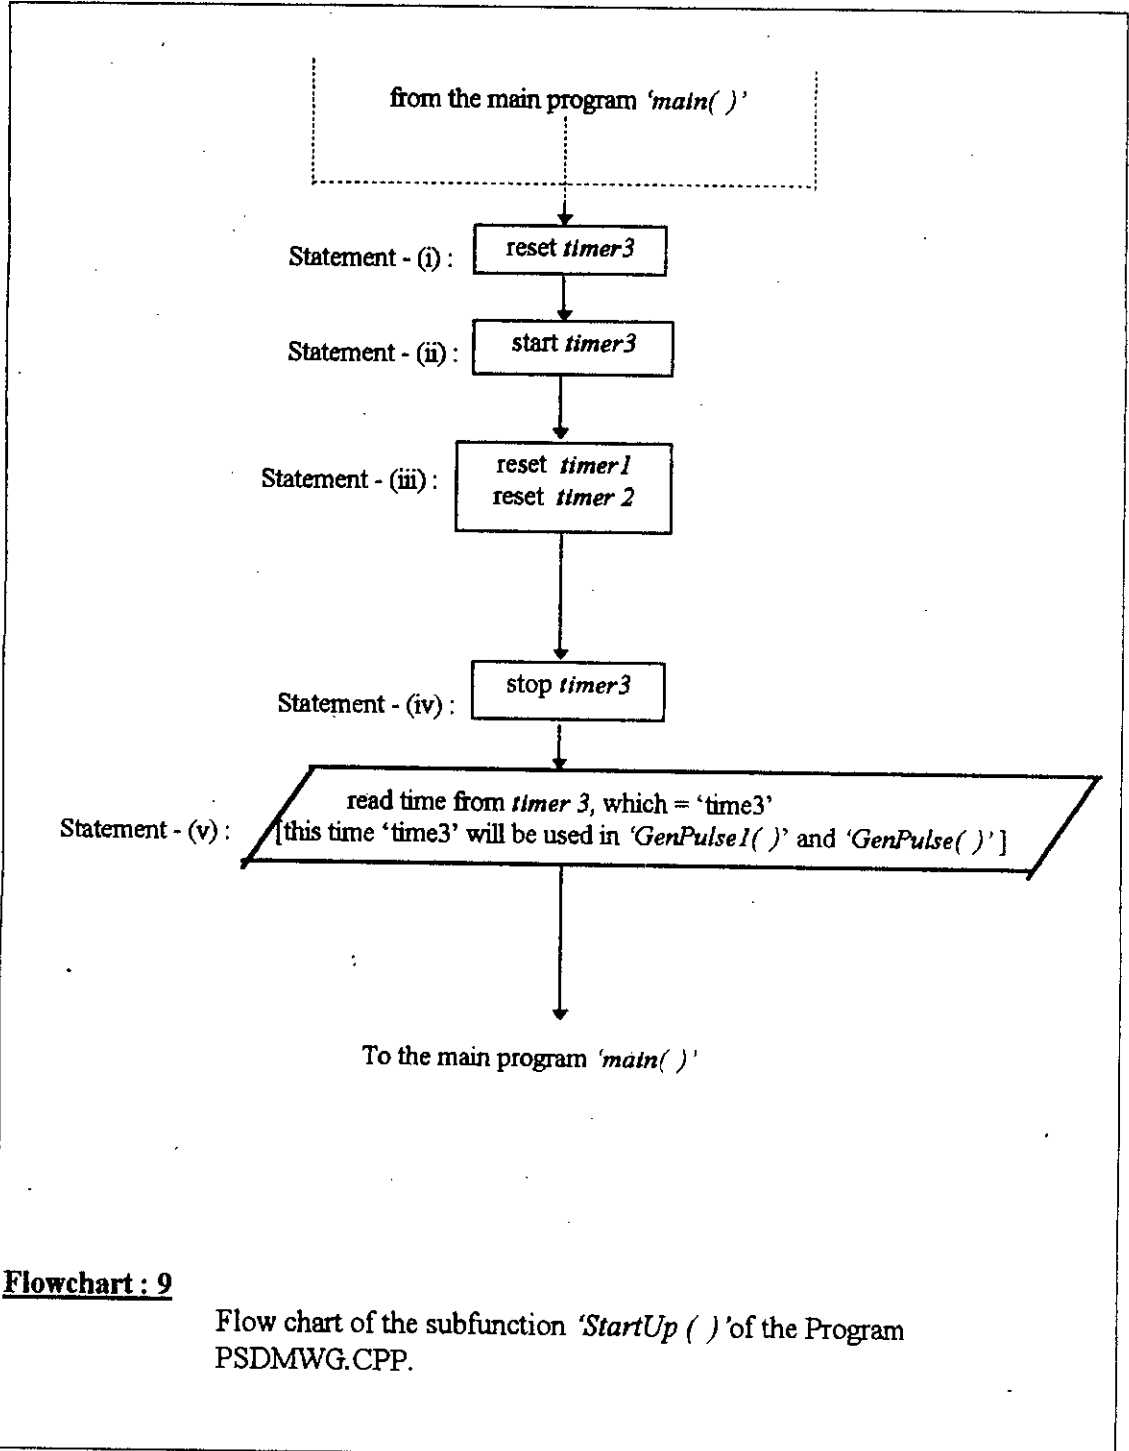 from the main program ‘main( )’
Statement - (i) : reset timer3
Statement - (ii) : start timer3
Statement - (iii) : reset timer1
reset timer 2
Statement - (iv) : stop timer3
read time from timer 3, which = ‘time3’
Statement - (v) : [this time ‘time3’ will be used in ‘GenPulse1( )’ and ‘GenPulse( )’ ]
To the main program ‘main( )’
Flowchart : 9
Flow chart of the subfunction ‘StartUp ( )’of the Program
PSDMWG.CPP.